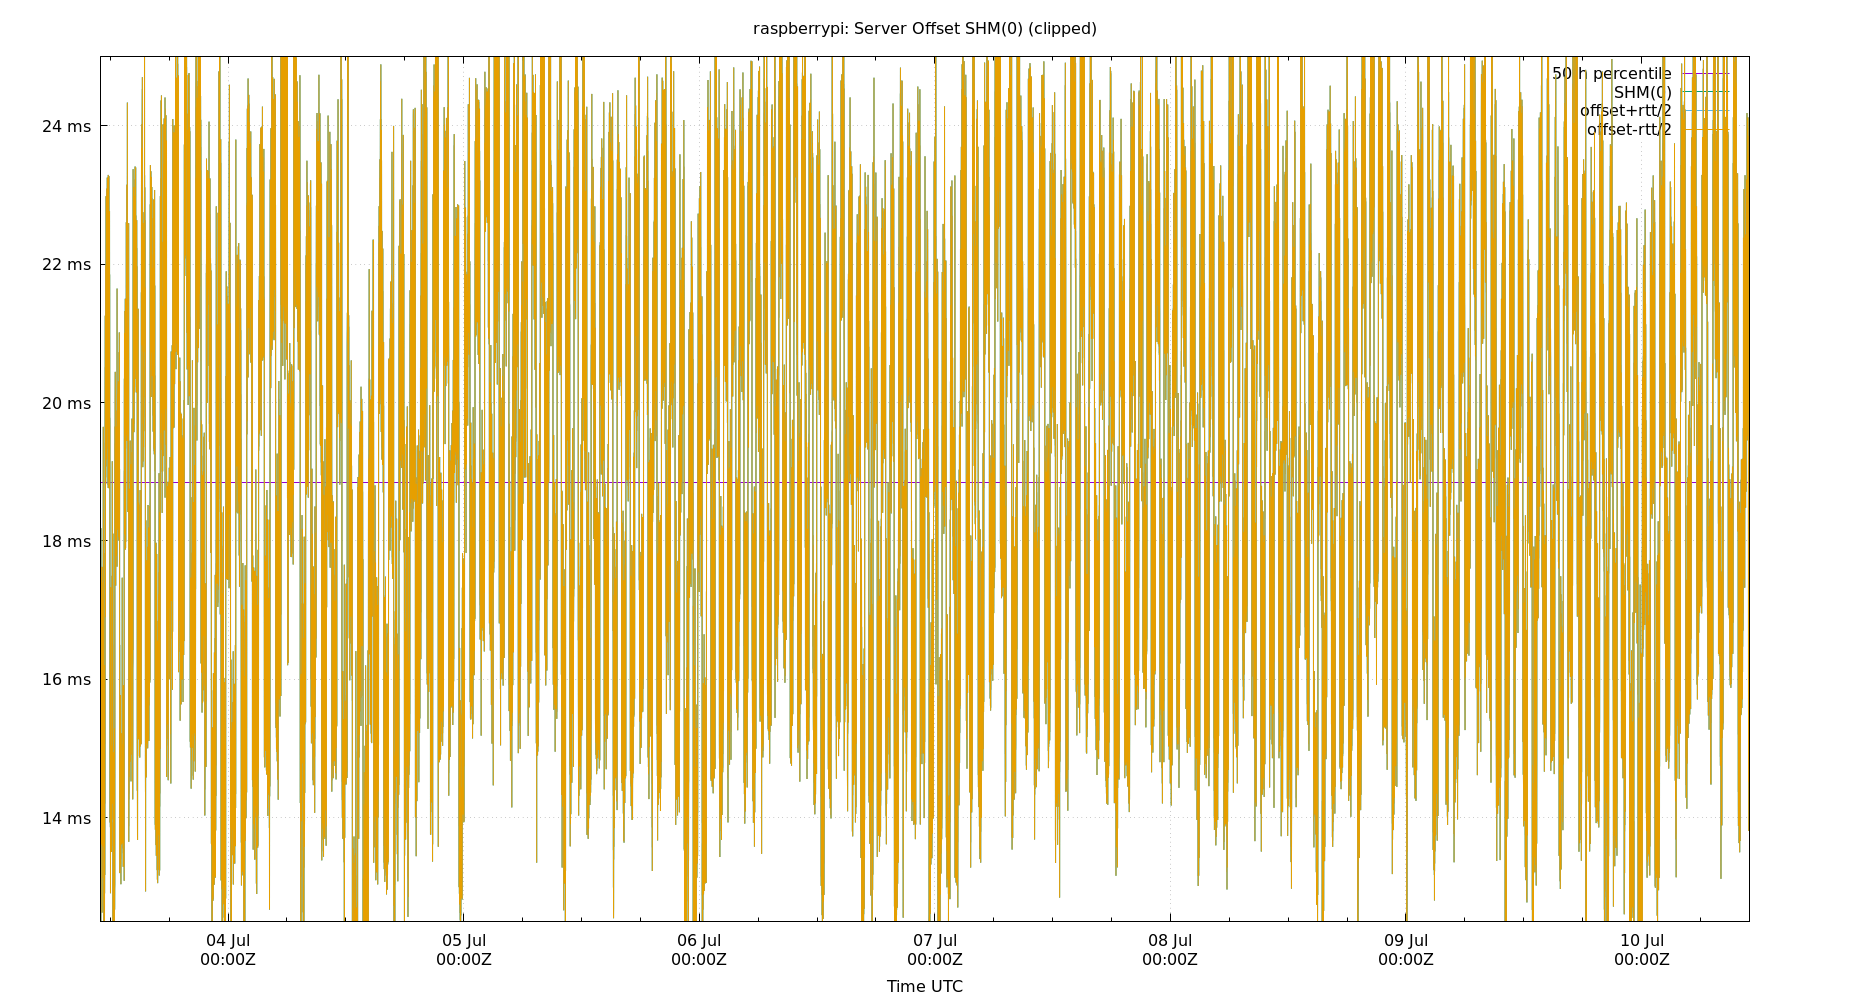 raspberrypi: Server Offset SHM(0) (clipped)
50th percentile
SHM(0)
offset+rtt/2
offset-rtt/2
24 ms
22 ms
20 ms
18 ms
16 ms
14 ms
04 Jul 05 Jul 06 Jul 07 Jul 08 Jul 09 Jul 10 Jul
00:00Z 00:00Z 00:00Z 00:00Z 00:00Z 00:00Z 00:00Z
Time UTC